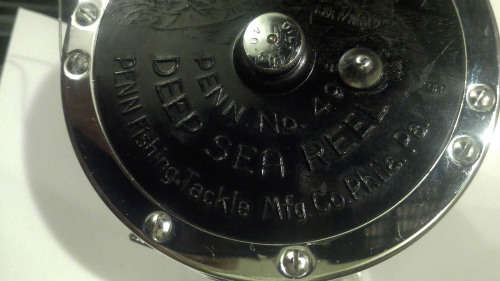 PENN No. 49
DEEP SEA REEL
PENN Fishing Tackle Mfg. Co. Phila. Pa.